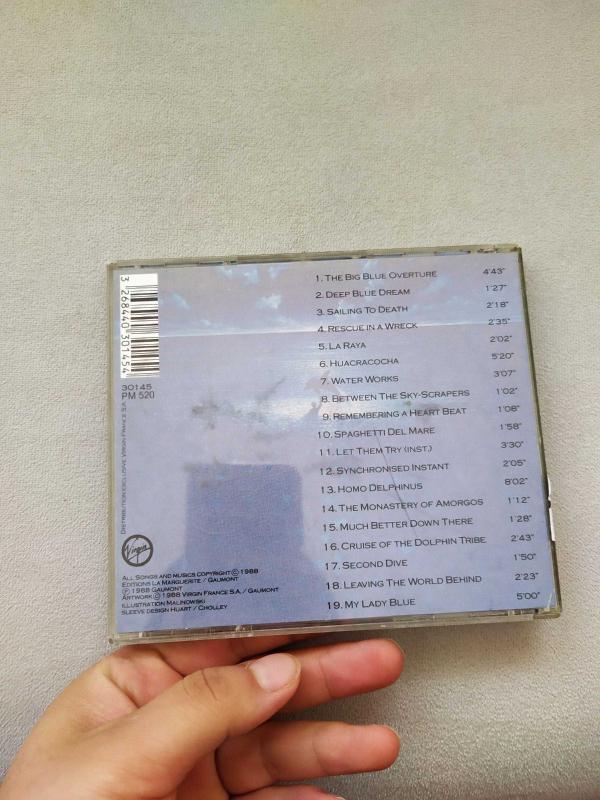 3 268440 301454
30145
PM 520
DISTRIBUTION EXCLUSIVE VIRGIN FRANCE S.A.
Virgin
ALL SONGS AND MUSICS COPYRIGHT © 1988
EDITIONS LA MARGUERITE / GAUMONT
℗ 1988 GAUMONT
ARTWORK © 1988 VIRGIN FRANCE S.A. / GAUMONT
ILLUSTRATION MALINOWSKI
SLEEVE DESIGN HUART / CHOLLEY
1. THE BIG BLUE OVERTURE 4'43"
2. DEEP BLUE DREAM 1'27"
3. SAILING TO DEATH 2'18"
4. RESCUE IN A WRECK 2'35"
5. LA RAYA 2'02"
6. HUACRACOCHA 5'20"
7. WATER WORKS 3'07"
8. BETWEEN THE SKY-SCRAPERS 1'02"
9. REMEMBERING A HEART BEAT 1'08"
10. SPAGHETTI DEL MARE 1'58"
11. LET THEM TRY (INST.) 3'30"
12. SYNCHRONISED INSTANT 2'05"
13. HOMO DELPHINUS 8'02"
14. THE MONASTERY OF AMORGOS 1'12"
15. MUCH BETTER DOWN THERE 1'28"
16. CRUISE OF THE DOLPHIN TRIBE 2'43"
17. SECOND DIVE 1'50"
18. LEAVING THE WORLD BEHIND 2'23"
19. MY LADY BLUE 5'00"